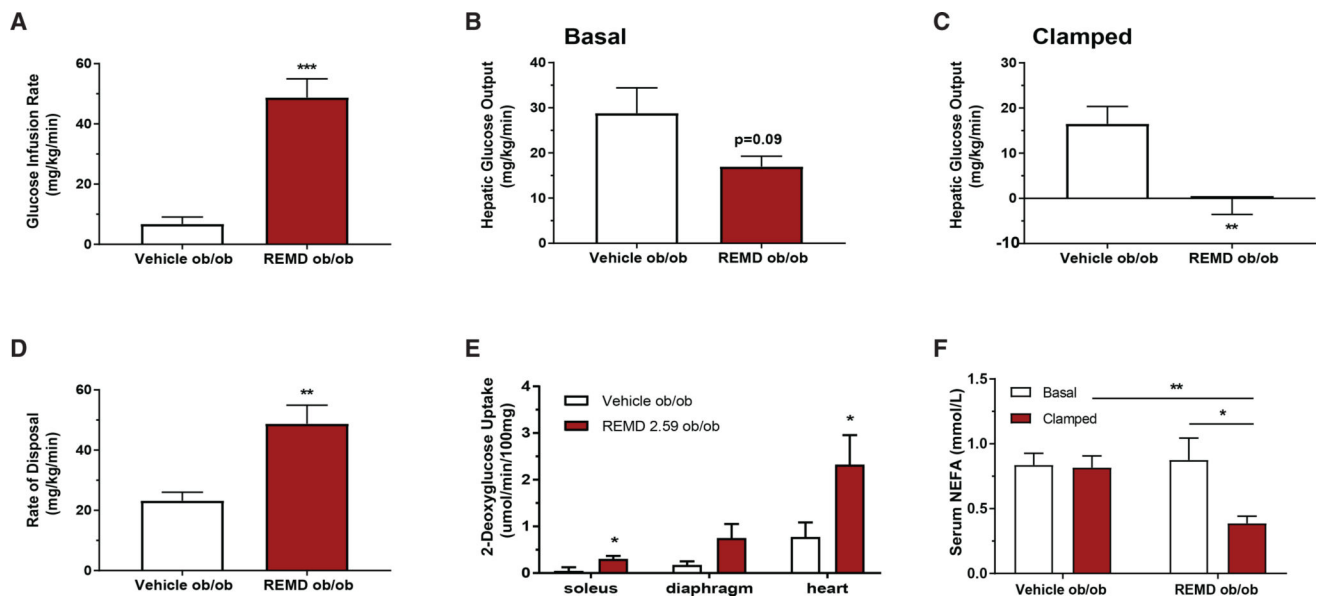 A
Glucose Infusion Rate
(mg/kg/min)
60
40
20
0
***
Vehicle ob/ob REMD ob/ob
B
Basal
Hepatic Glucose Output
(mg/kg/min)
40
30
20
10
0
p=0.09
Vehicle ob/ob REMD ob/ob
C
Clamped
Hepatic Glucose Output
(mg/kg/min)
30
20
10
0
-10
**
Vehicle ob/ob REMD ob/ob
D
Rate of Disposal
(mg/kg/min)
60
40
20
0
**
Vehicle ob/ob REMD ob/ob
E
2-Deoxyglucose Uptake
(umol/min/100mg)
4
3
2
1
0
Vehicle ob/ob
REMD 2.59 ob/ob
*
*
soleus diaphragm heart
F
Serum NEFA (mmol/L)
1.5
1.0
0.5
0.0
Basal
Clamped
**
*
Vehicle ob/ob REMD ob/ob